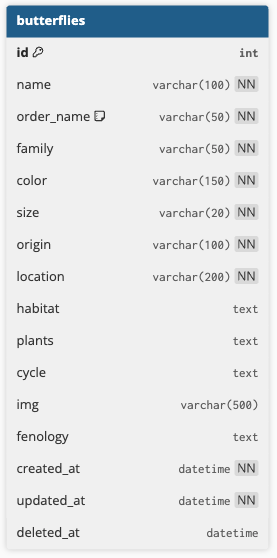 butterflies
id int
name varchar(100) NN
order_name varchar(50) NN
family varchar(50) NN
color varchar(150) NN
size varchar(20) NN
origin varchar(100) NN
location varchar(200) NN
habitat text
plants text
cycle text
img varchar(500)
fenology text
created_at datetime NN
updated_at datetime NN
deleted_at datetime